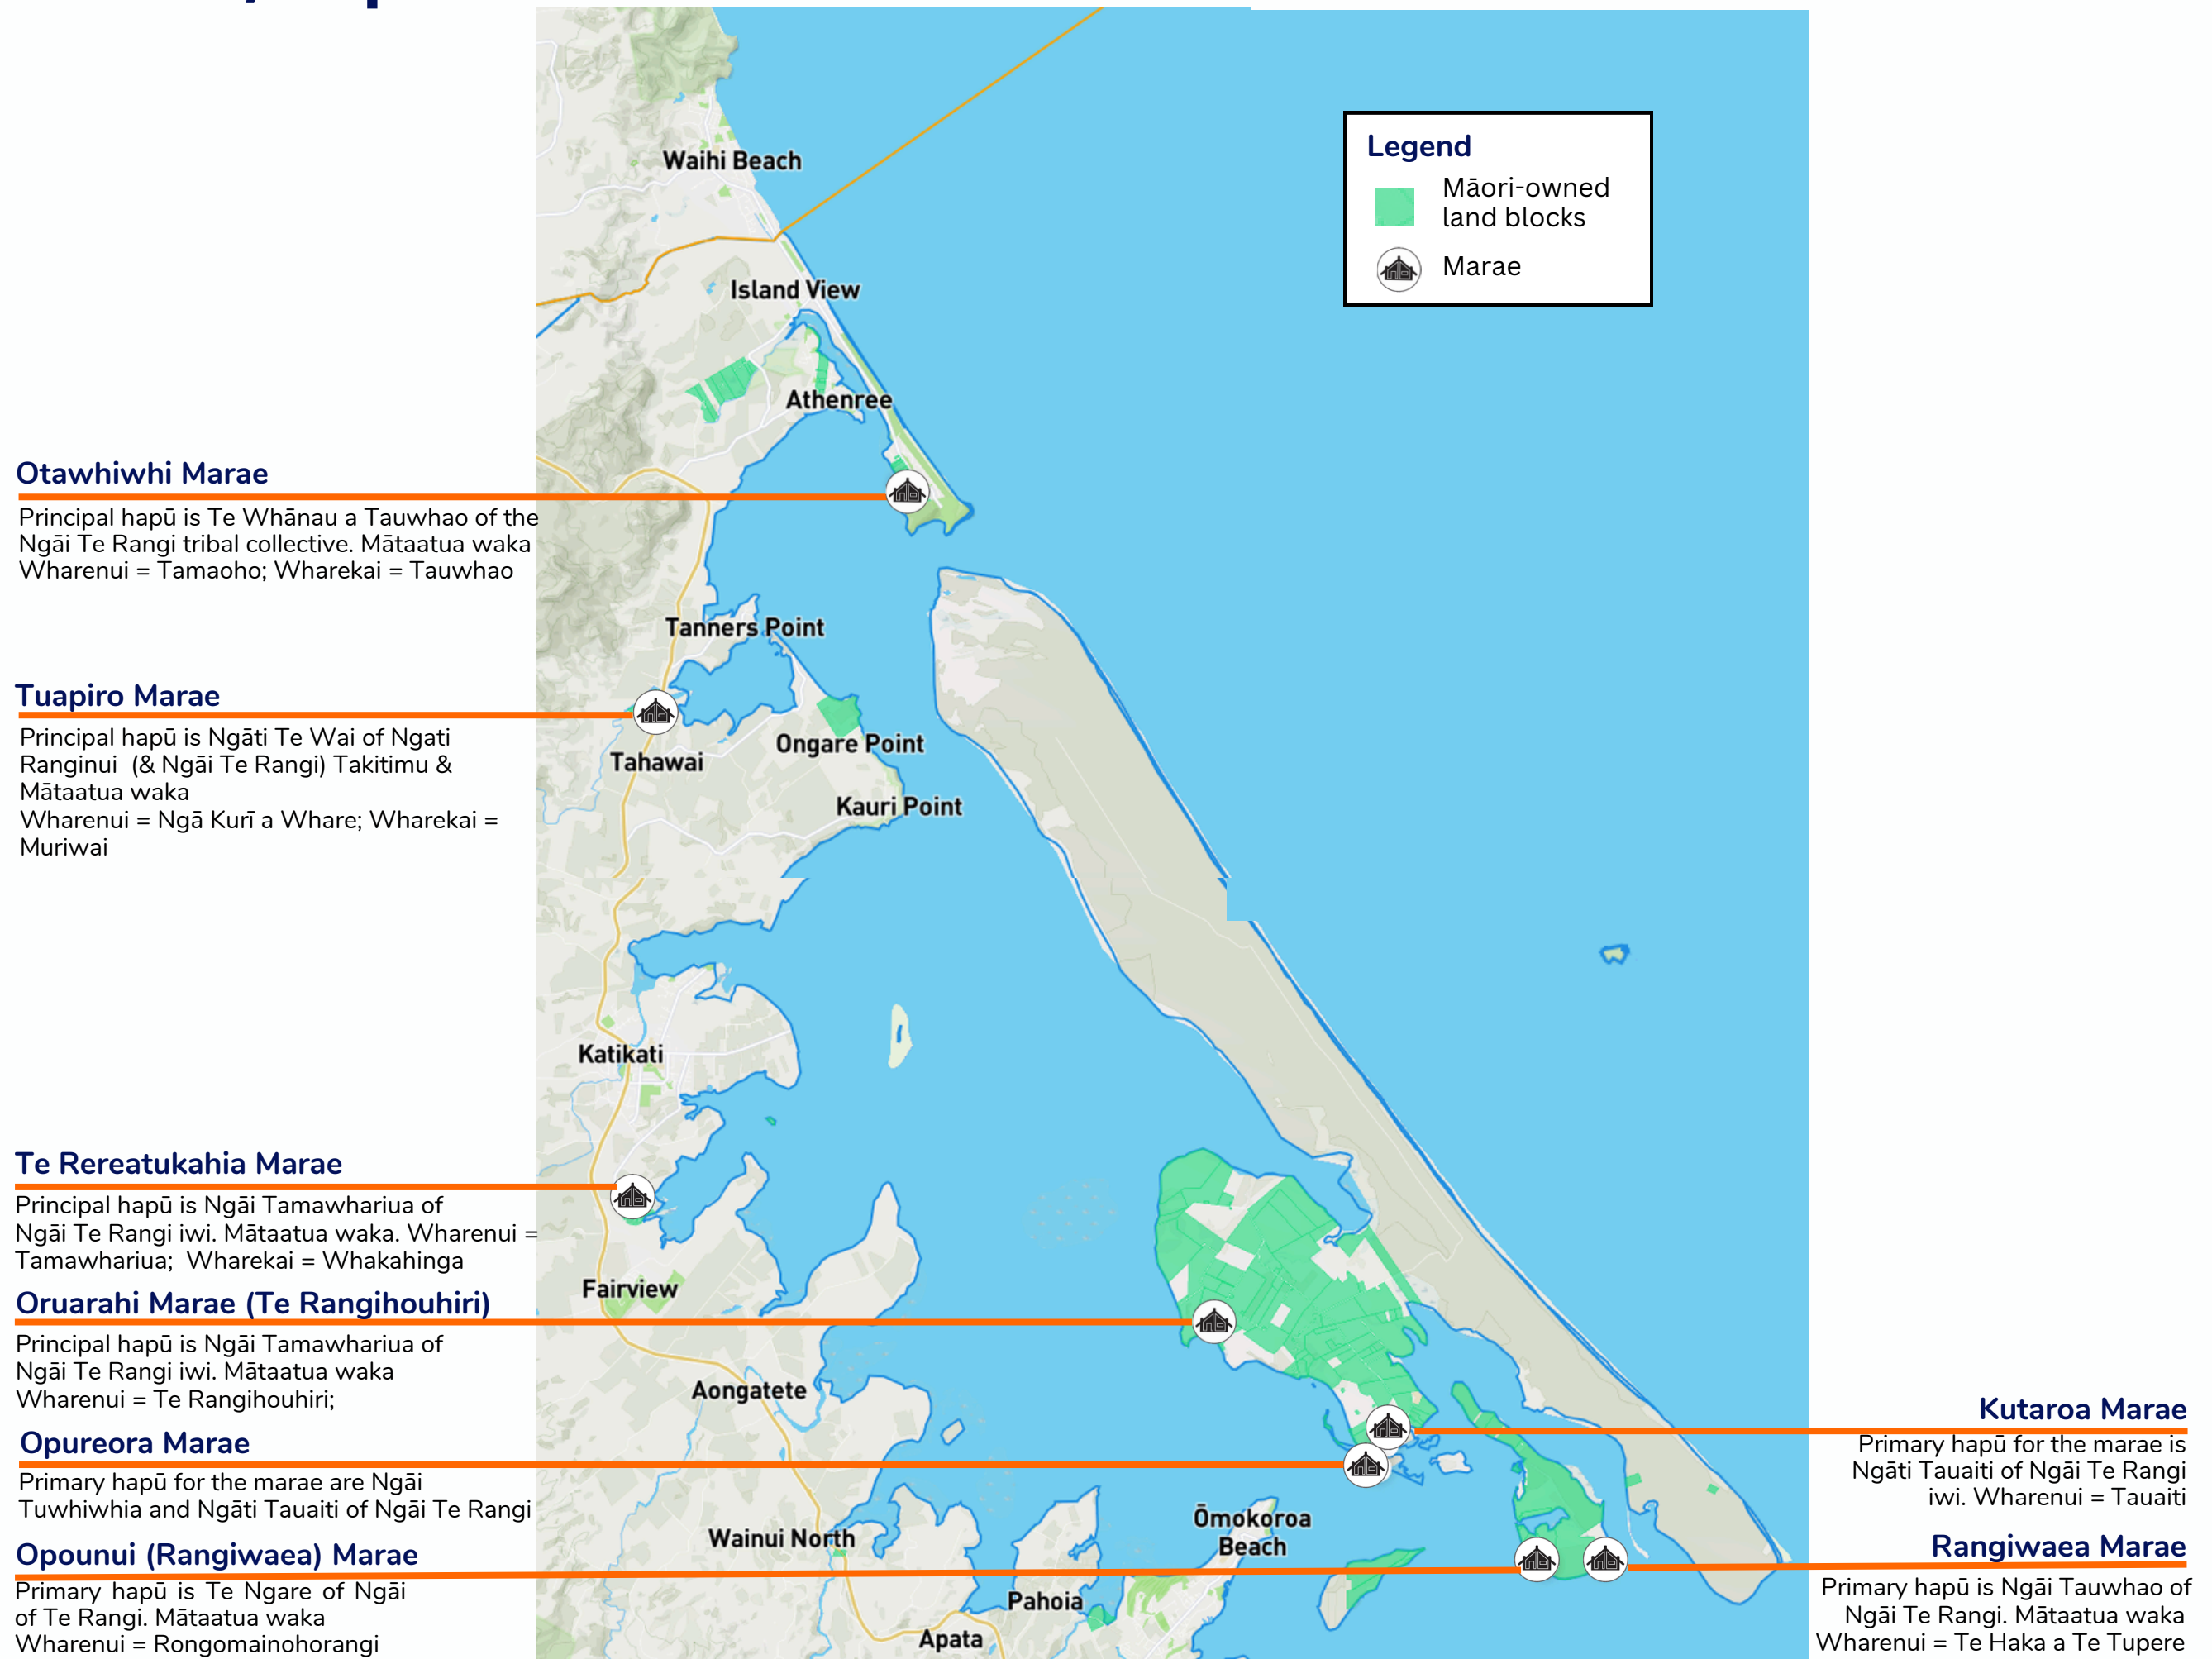 Waihi Beach
Legend
Māori-owned
land blocks
Marae
Island View
Athenree
Otawhiwhi Marae
Principal hapū is Te Whānau a Tauwhao of the
Ngāi Te Rangi tribal collective. Mātaatua waka
Wharenui = Tamaoho; Wharekai = Tauwhao
Tanners Point
Tuapiro Marae
Principal hapū is Ngāti Te Wai of Ngati
Ranginui  (& Ngāi Te Rangi) Takitimu &
Mātaatua waka
Wharenui = Ngā Kurī a Whare; Wharekai =
Muriwai
Tahawai
Ongare Point
Kauri Point
Katikati
Te Rereatukahia Marae
Principal hapū is Ngāi Tamawhariua of
Ngāi Te Rangi iwi. Mātaatua waka. Wharenui =
Tamawhariua;  Wharekai = Whakahinga
Fairview
Oruarahi Marae (Te Rangihouhiri)
Principal hapū is Ngāi Tamawhariua of
Ngāi Te Rangi iwi. Mātaatua waka
Wharenui = Te Rangihouhiri;
Aongatete
Opureora Marae
Primary hapū for the marae are Ngāi
Tuwhiwhia and Ngāti Tauaiti of Ngāi Te Rangi
Kutaroa Marae
Primary hapū for the marae is
Ngāti Tauaiti of Ngāi Te Rangi
iwi. Wharenui = Tauaiti
Wainui North
Ōmokoroa
Beach
Opounui (Rangiwaea) Marae
Primary hapū is Te Ngare of Ngāi
of Te Rangi. Mātaatua waka
Wharenui = Rongomainohorangi
Rangiwaea Marae
Primary hapū is Ngāi Tauwhao of
Ngāi Te Rangi. Mātaatua waka
Wharenui = Te Haka a Te Tupere
Pahoia
Apata